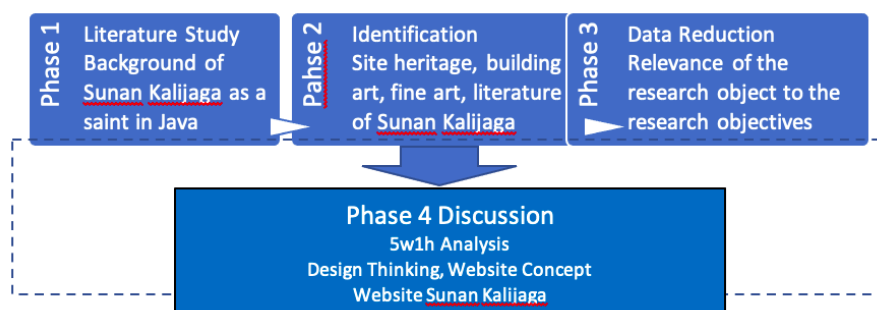 Phase 1
Literature Study
Background of
Sunan Kalijaga as a
saint in Java
Pahse 2
Identification
Site heritage, building
art, fine art, literature
of Sunan Kalijaga
Phase 3
Data Reduction
Relevance of the
research object to the
research objectives
Phase 4 Discussion
5w1h Analysis
Design Thinking, Website Concept
Website Sunan Kalijaga